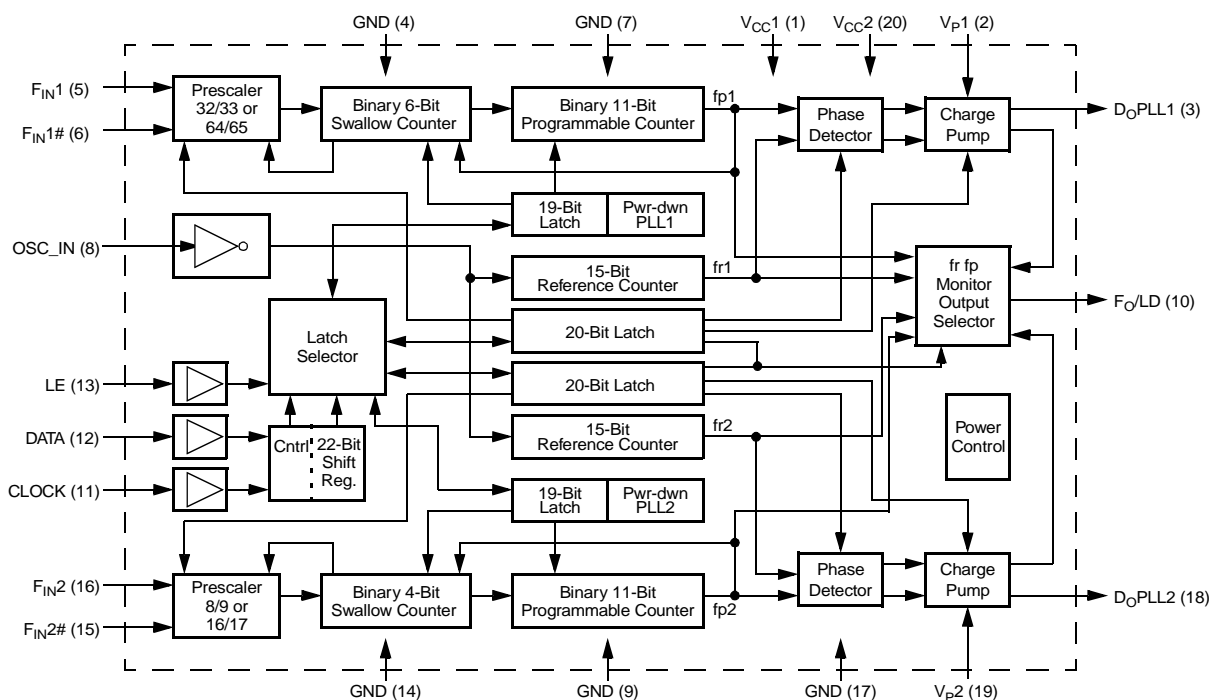 GND (4)
GND (7)
VCC1 (1)
VCC2 (20)
VP1 (2)
FIN1 (5)
FIN1# (6)
Prescaler
32/33 or
64/65
Binary 6-Bit
Swallow Counter
Binary 11-Bit
Programmable Counter
fp1
Phase
Detector
Charge
Pump
DOPLL1 (3)
19-Bit
Latch
Pwr-dwn
PLL1
OSC_IN (8)
15-Bit
Reference Counter
fr1
fr fp
Monitor
Output
Selector
FO/LD (10)
Latch
Selector
20-Bit Latch
20-Bit Latch
LE (13)
DATA (12)
CLOCK (11)
Cntrl
22-Bit
Shift
Reg.
15-Bit
Reference Counter
fr2
Power
Control
19-Bit
Latch
Pwr-dwn
PLL2
FIN2 (16)
FIN2# (15)
Prescaler
8/9 or
16/17
Binary 4-Bit
Swallow Counter
Binary 11-Bit
Programmable Counter
fp2
Phase
Detector
Charge
Pump
DOPLL2 (18)
GND (14)
GND (9)
GND (17)
VP2 (19)